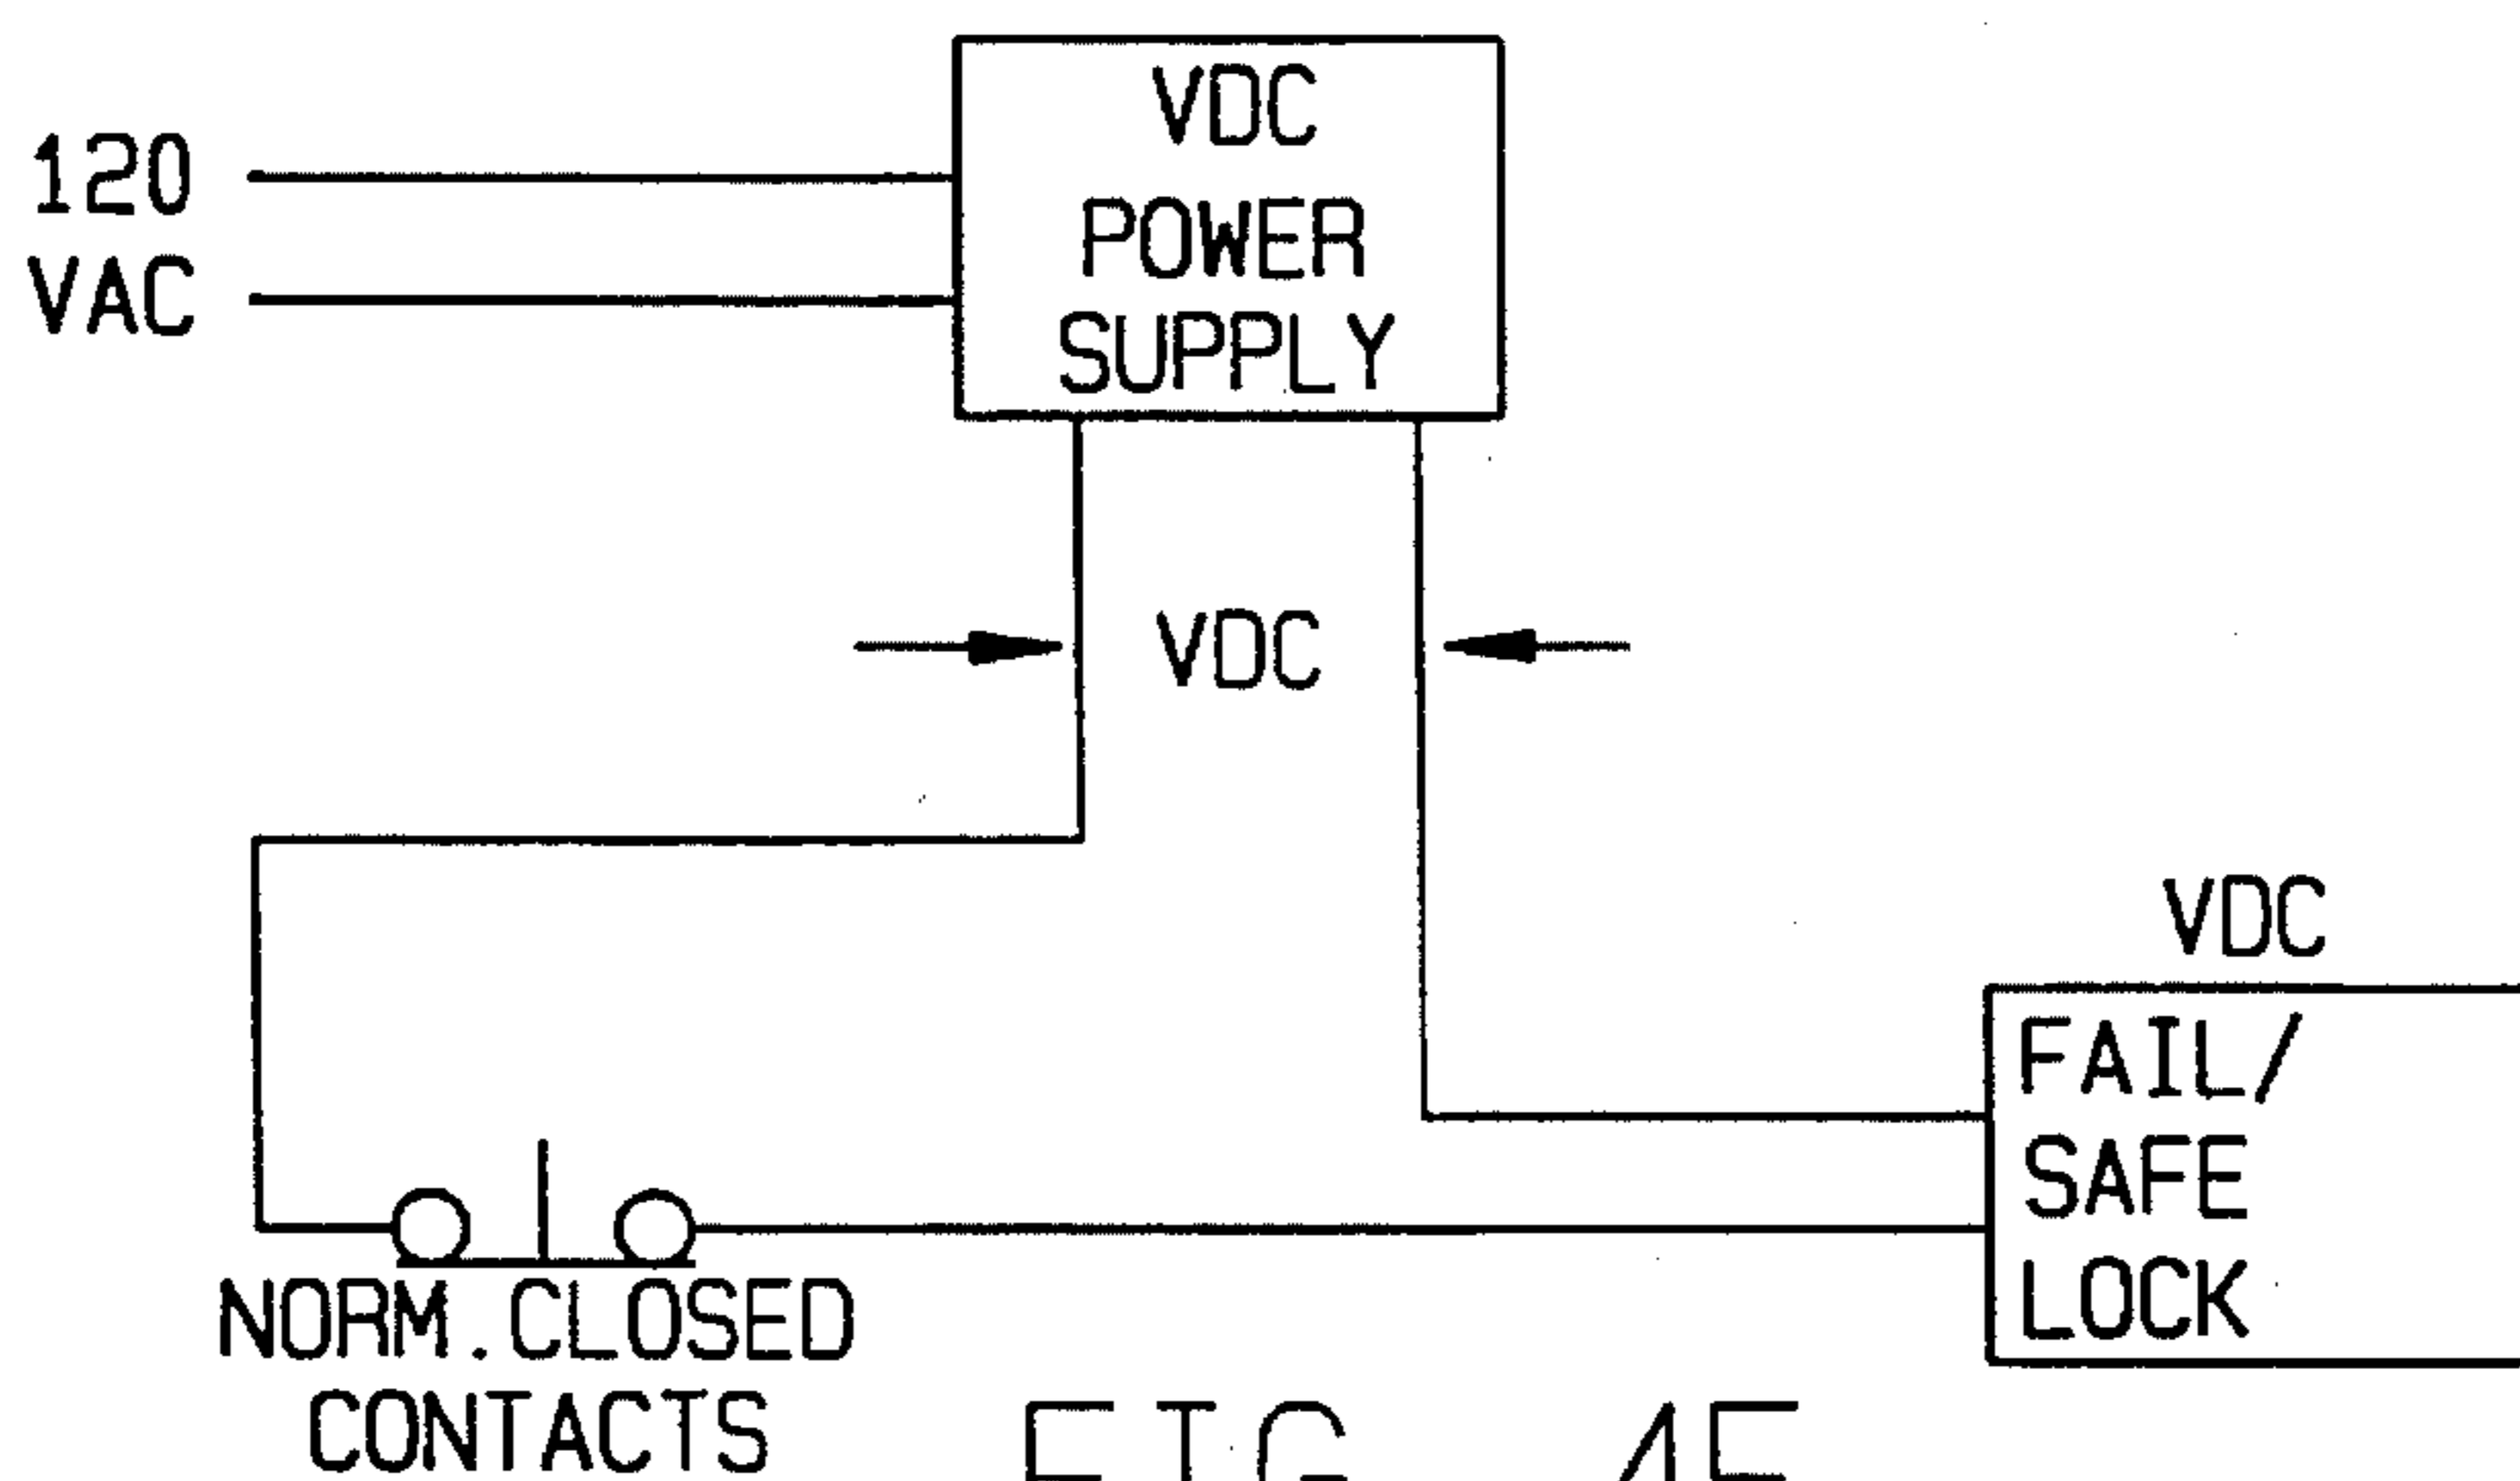 VDC
POWER
SUPPLY
120
VAC
VDC
VDC
FAIL/
SAFE
LOCK
NORM.CLOSED
CONTACTS